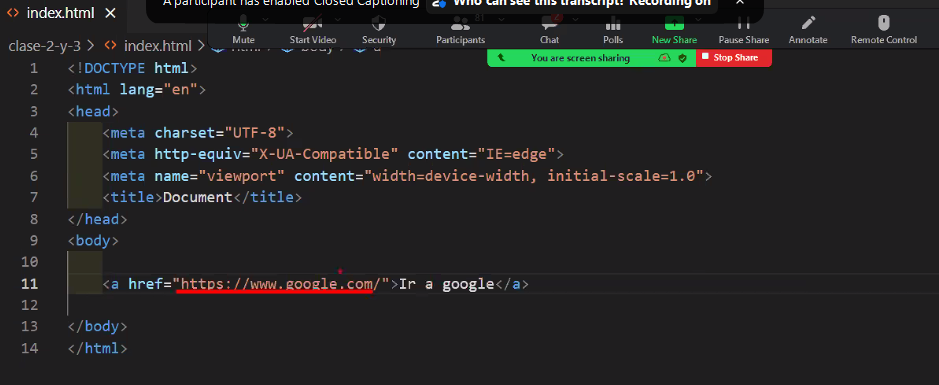 index.html
A participant has enabled Closed Captioning Who can see this transcript? Recording on
clase-2-y-3 > index.html >
Mute Start Video Security Participants 81 Chat Polls New Share Pause Share Annotate Remote Control
You are screen sharing Stop Share
1 <!DOCTYPE html>
2 <html lang="en">
3 <head>
4 <meta charset="UTF-8">
5 <meta http-equiv="X-UA-Compatible" content="IE=edge">
6 <meta name="viewport" content="width=device-width, initial-scale=1.0">
7 <title>Document</title>
8 </head>
9 <body>
10
11 <a href="https://www.google.com/">Ir a google</a>
12
13 </body>
14 </html>